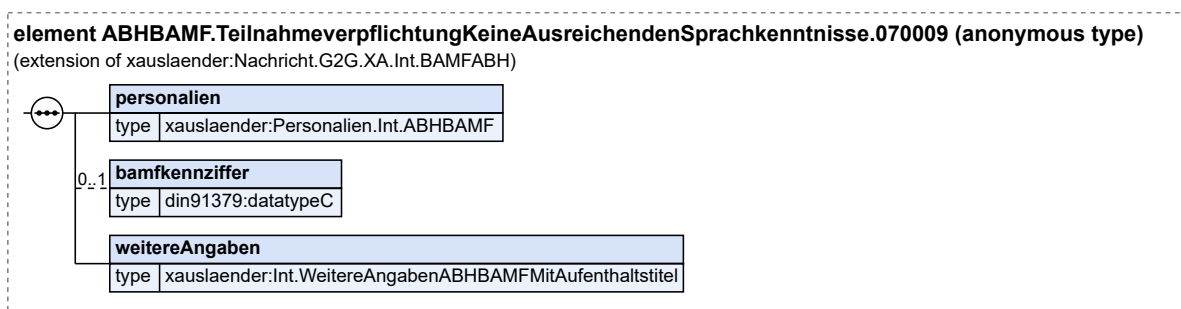 element ABHBAMF.TeilnahmeverpflichtungKeineAusreichendenSprachkenntnisse.070009 (anonymous type)
(extension of xauslaender:Nachricht.G2G.XA.Int.BAMFABH)
personalien
type xauslaender:Personalien.Int.ABHBAMF
0..1
bamfkennziffer
type din91379:datatypeC
weitereAngaben
type xauslaender:Int.WeitereAngabenABHBAMFMitAufenthaltstitel